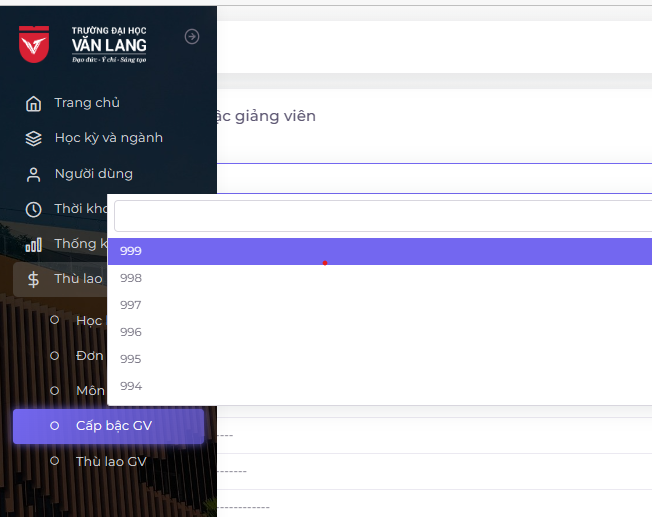 TRƯỜNG ĐẠI HỌC
VĂN LANG
Đạo đức - Ý chí - Sáng tạo
Trang chủ
Học kỳ và ngành
Người dùng
Thời kho
Thống k
Thù lao
Học
Đơn
Môn
Cấp bậc GV
Thù lao GV
ậc giảng viên
999
998
997
996
995
994
----
-------
------------